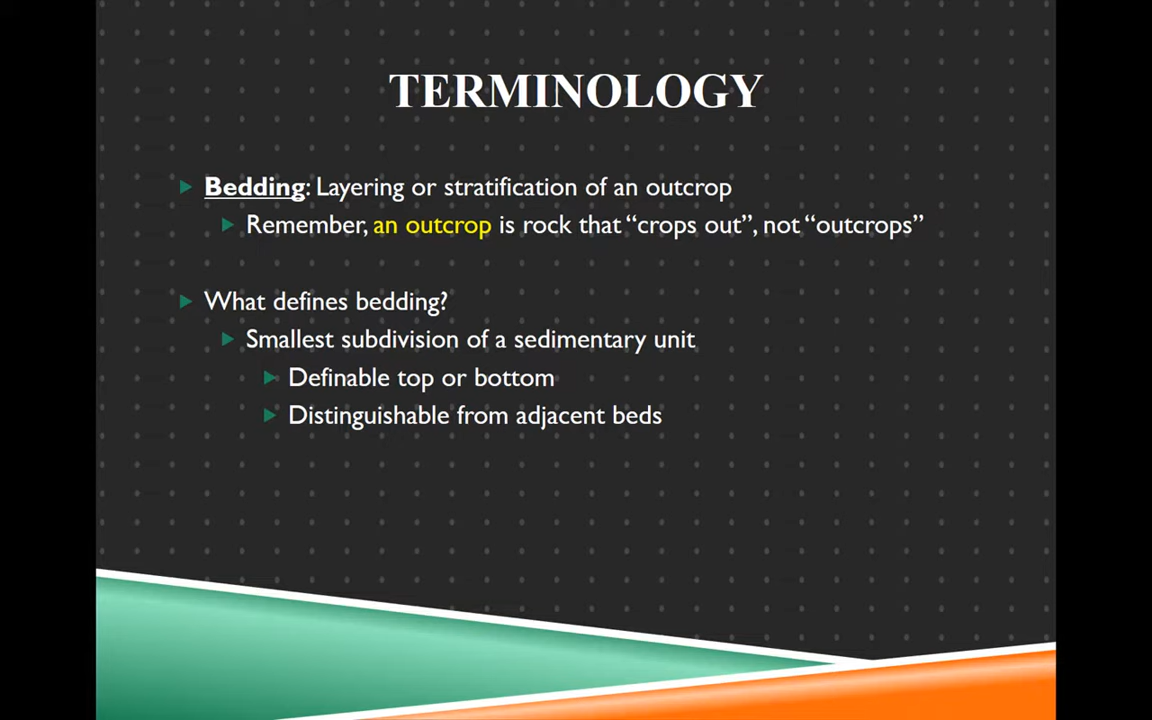 TERMINOLOGY
Bedding: Layering or stratification of an outcrop
Remember, an outcrop is rock that “crops out”, not “outcrops”
What defines bedding?
Smallest subdivision of a sedimentary unit
Definable top or bottom
Distinguishable from adjacent beds